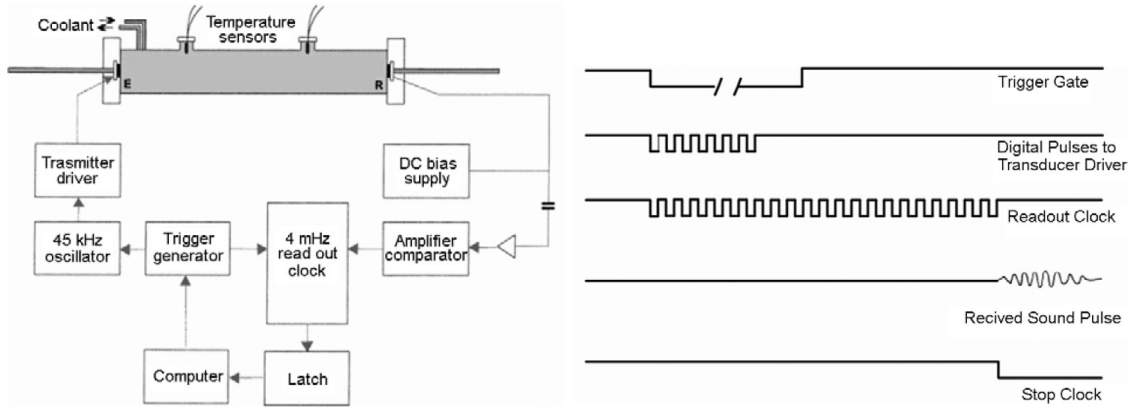 Coolant
Temperature
sensors
E
R
Trasmitter
driver
DC bias
supply
45 kHz
oscillator
Trigger
generator
4 mHz
read out
clock
Amplifier
comparator
Computer
Latch
Trigger Gate
Digital Pulses to
Transducer Driver
Readout Clock
Recived Sound Pulse
Stop Clock